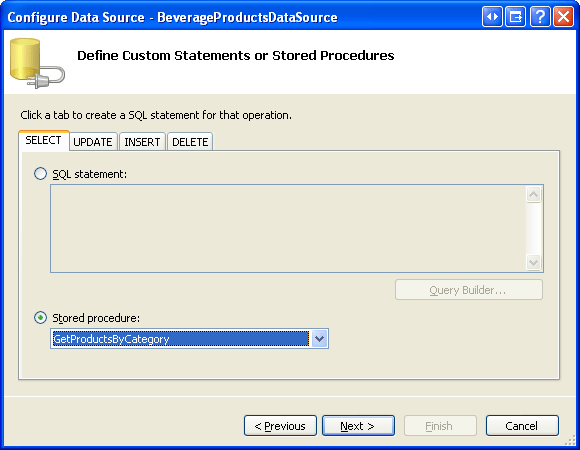 Configure Data Source - BeverageProductsDataSource
Define Custom Statements or Stored Procedures
Click a tab to create a SQL statement for that operation.
SELECT UPDATE INSERT DELETE
SQL statement:
Query Builder...
Stored procedure:
GetProductsByCategory
< Previous Next > Finish Cancel